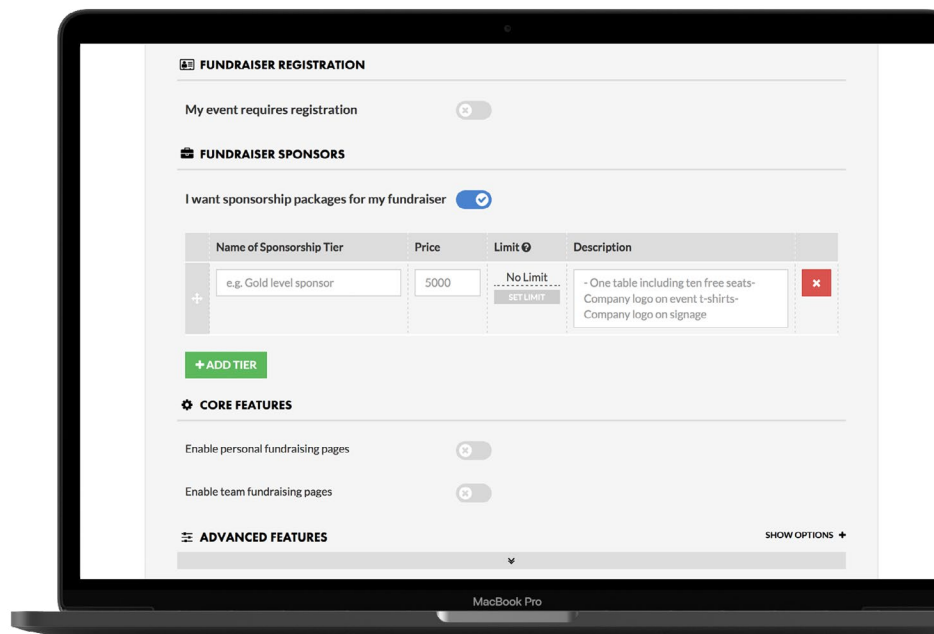 FUNDRAISER REGISTRATION
My event requires registration
FUNDRAISER SPONSORS
I want sponsorship packages for my fundraiser
Name of Sponsorship Tier Price Limit Description
e.g. Gold level sponsor 5000 No Limit - One table including ten free seats-
SET LIMIT Company logo on event t-shirts-
Company logo on signage
+ ADD TIER
CORE FEATURES
Enable personal fundraising pages
Enable team fundraising pages
ADVANCED FEATURES SHOW OPTIONS +
MacBook Pro